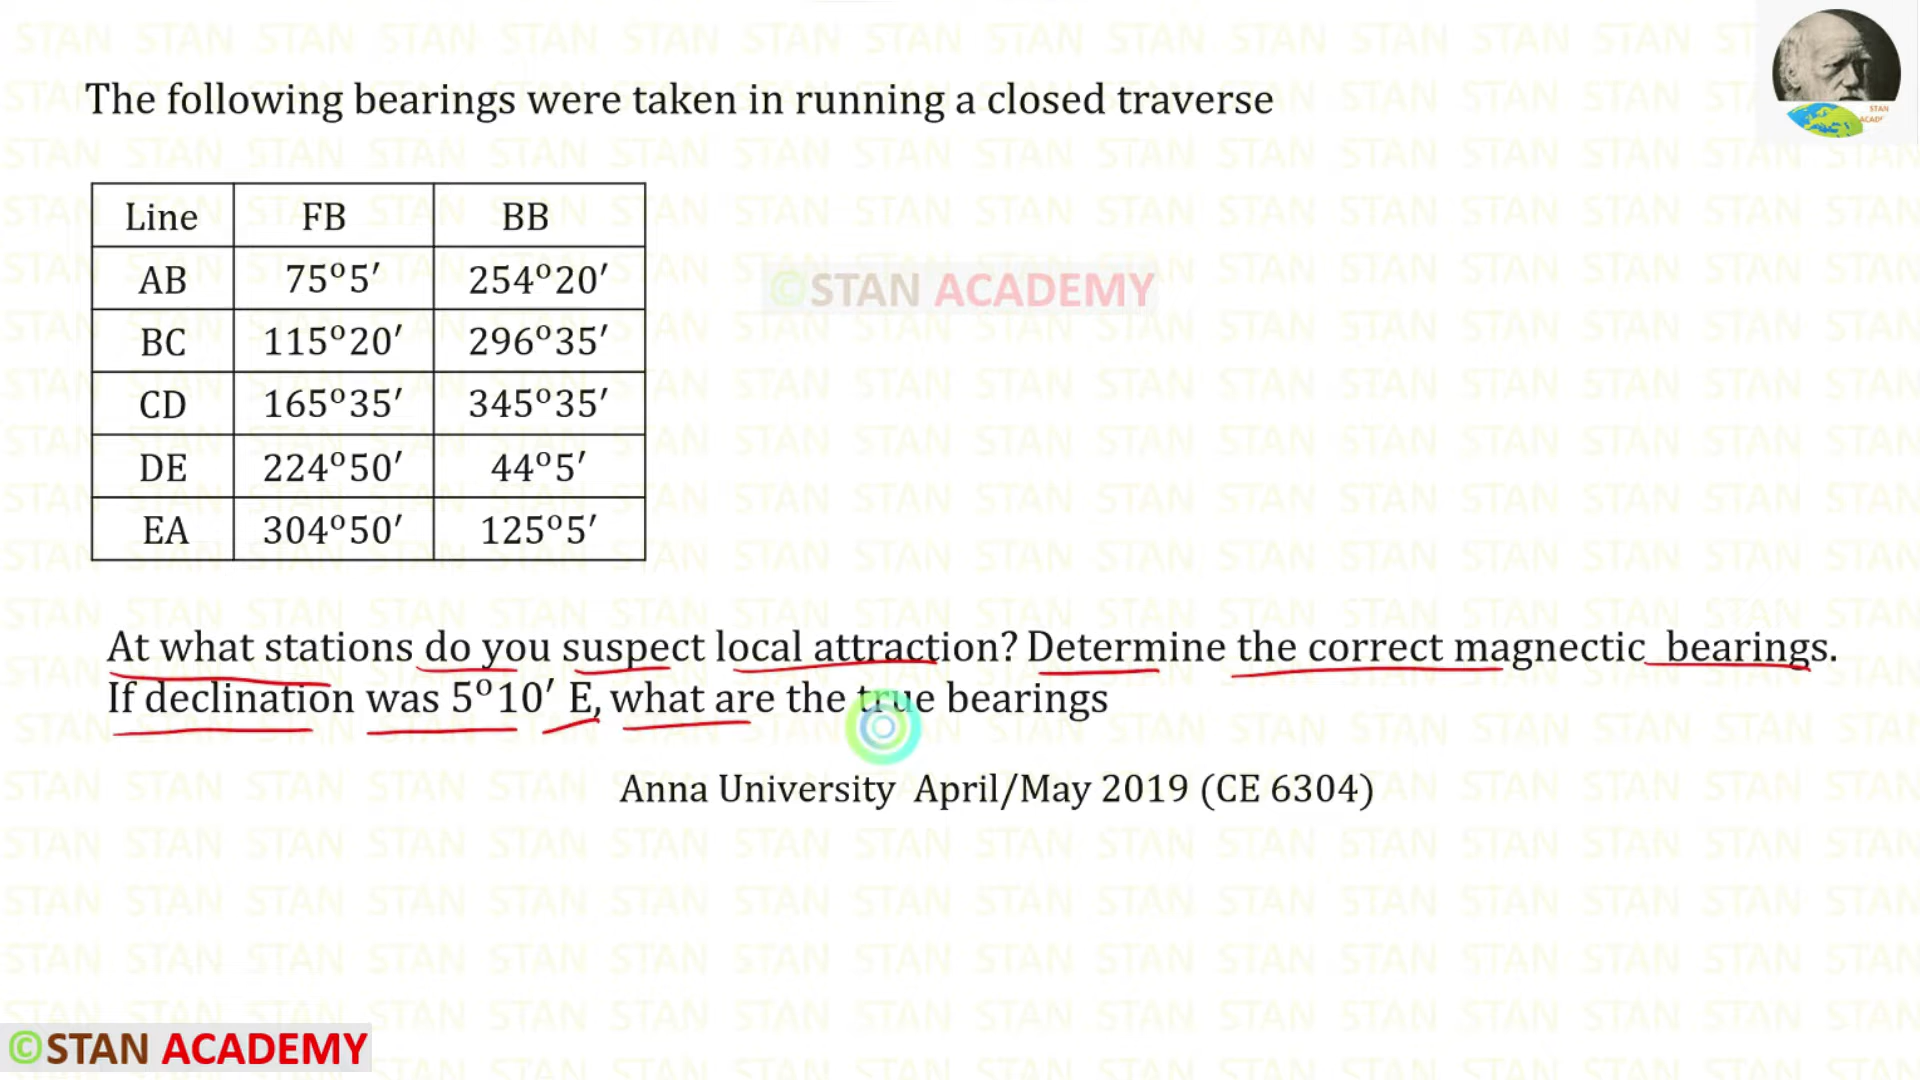 The following bearings were taken in running a closed traverse
Line FB BB
AB 75°5′ 254°20′
BC 115°20′ 296°35′
CD 165°35′ 345°35′
DE 224°50′ 44°5′
EA 304°50′ 125°5′
©STAN ACADEMY
At what stations do you suspect local attraction? Determine the correct magnectic bearings.
If declination was 5°10′ E, what are the true bearings
Anna University April/May 2019 (CE 6304)
©STAN ACADEMY